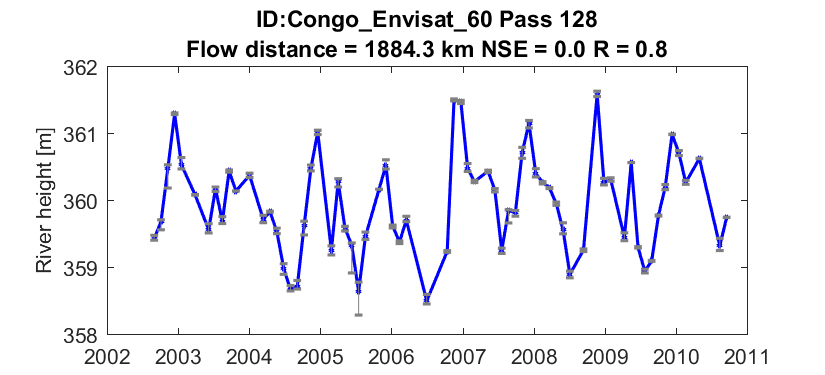 ID:Congo_Envisat_60 Pass 128
Flow distance = 1884.3 km NSE = 0.0 R = 0.8
River height [m]
362
361
360
359
358
2002 2003 2004 2005 2006 2007 2008 2009 2010 2011